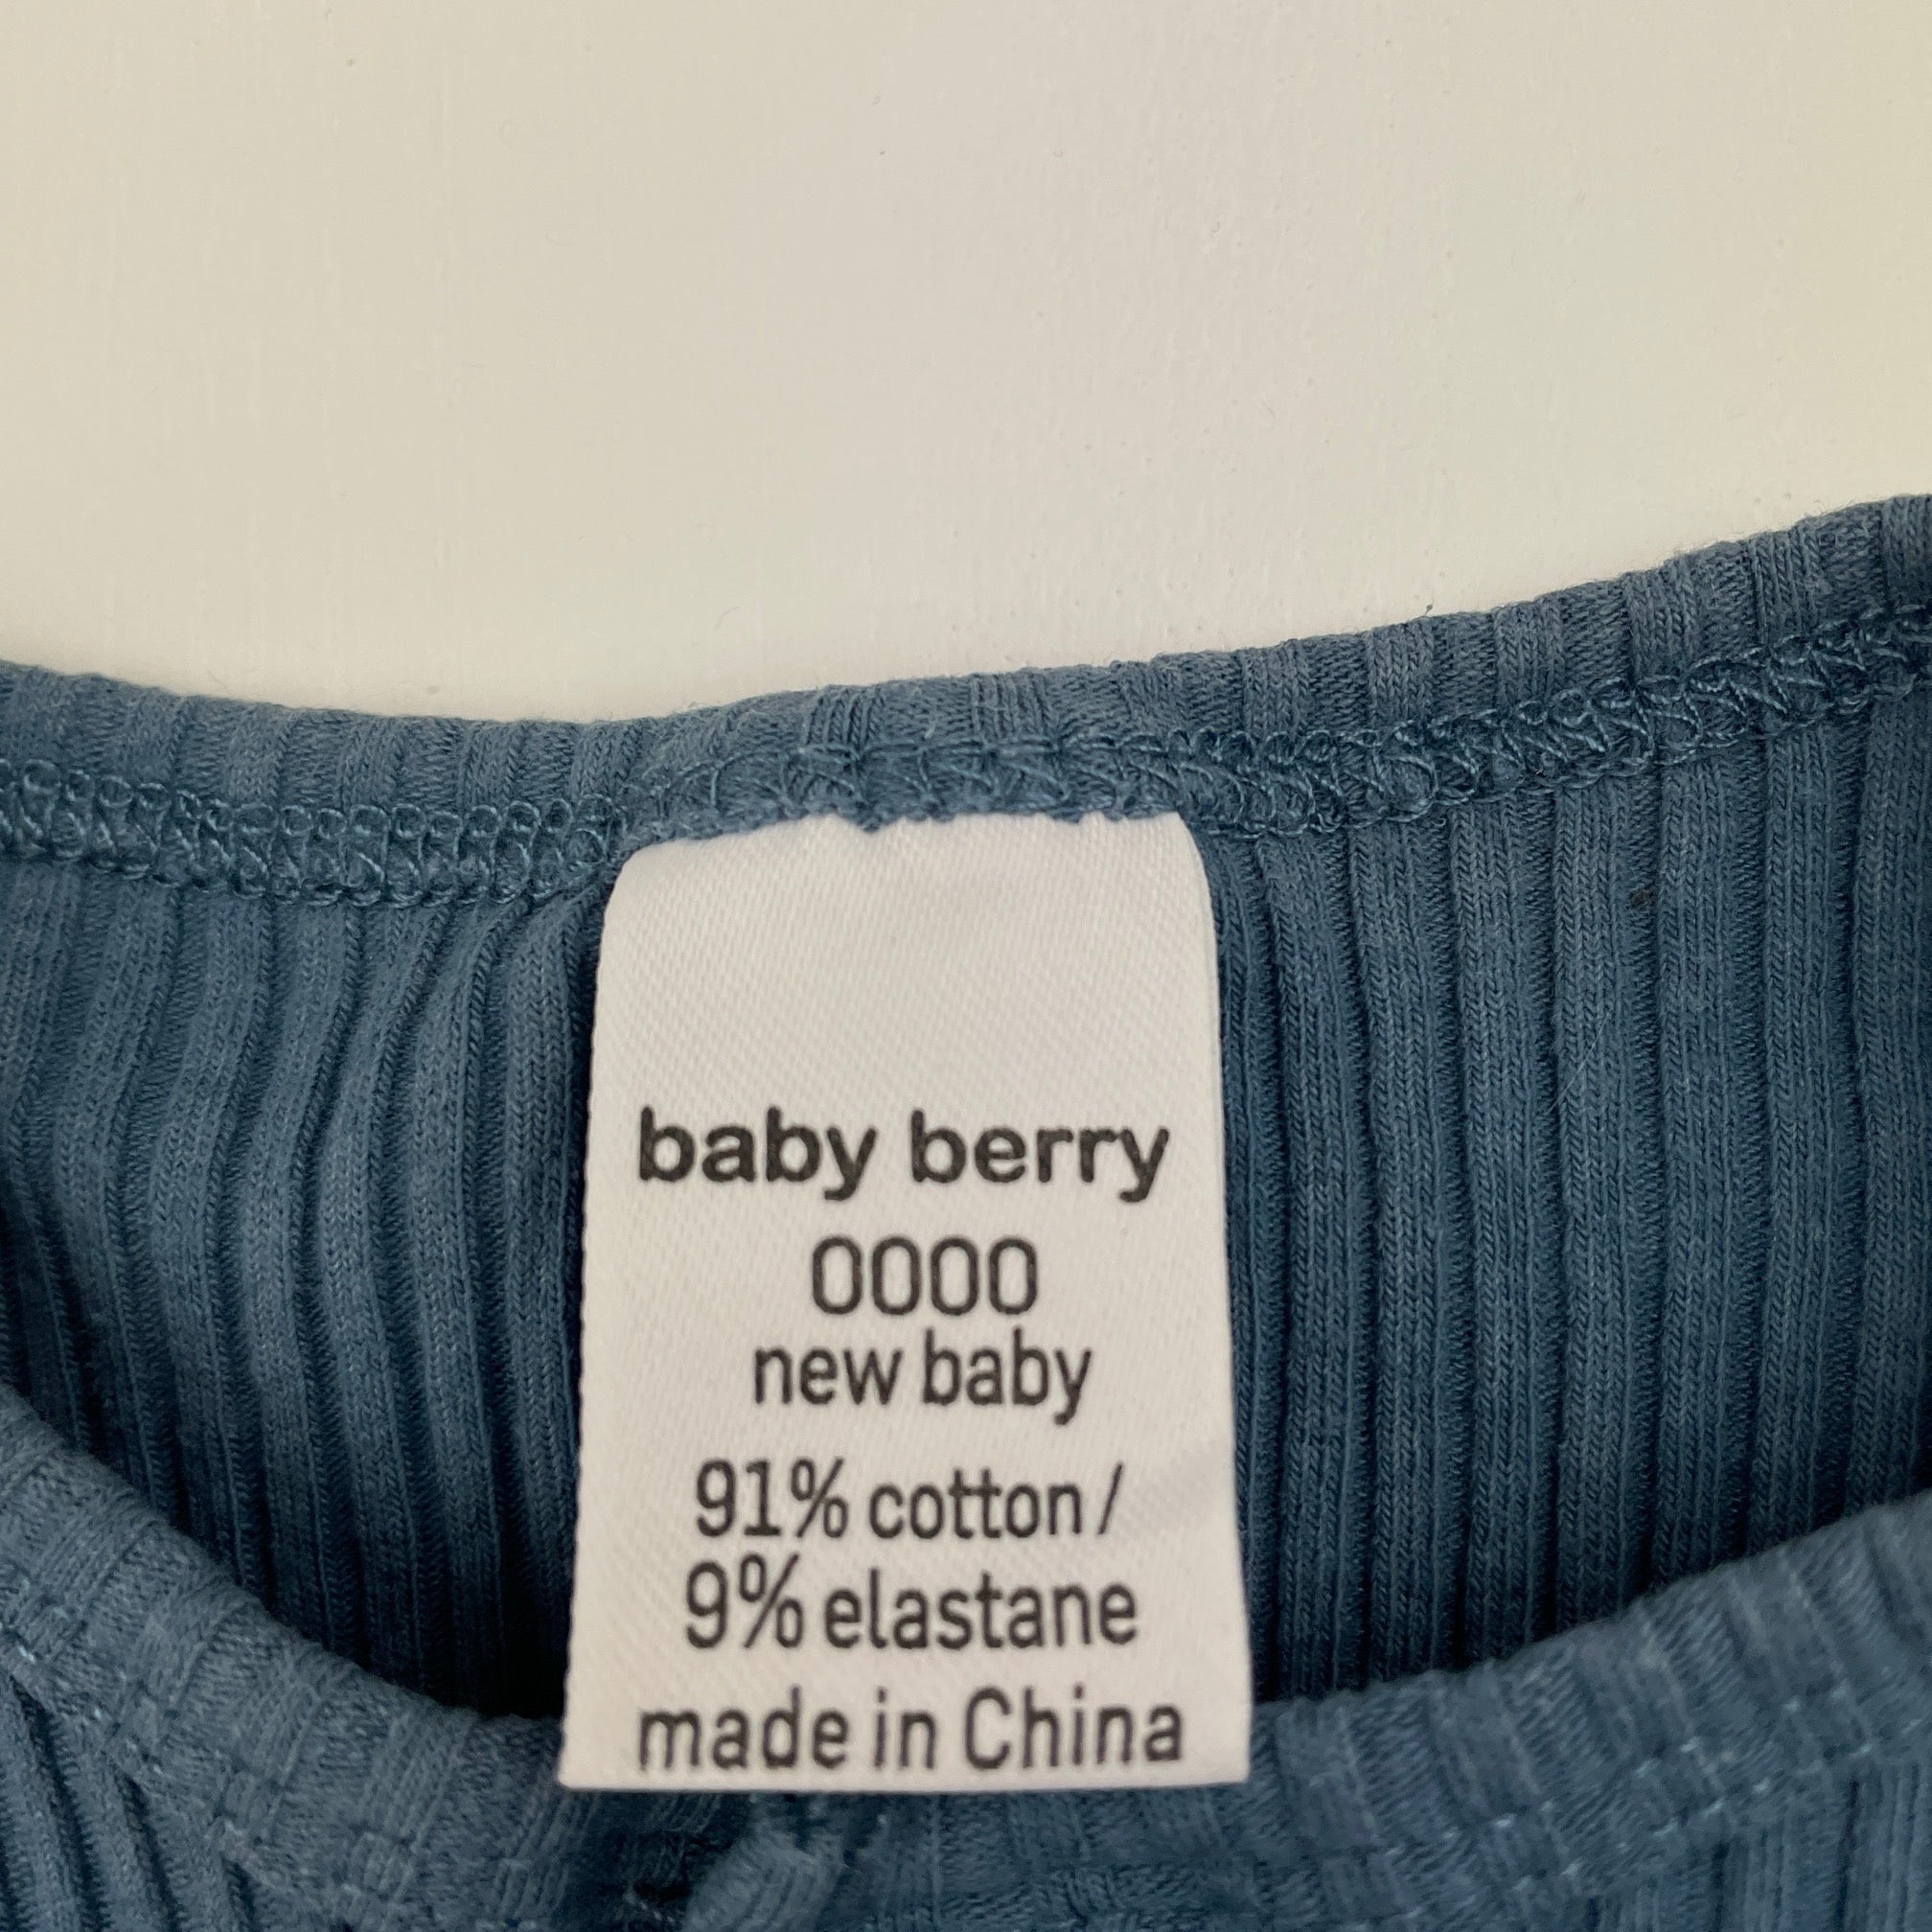 baby berry
0000
new baby
91% cotton /
9% elastane
made in China